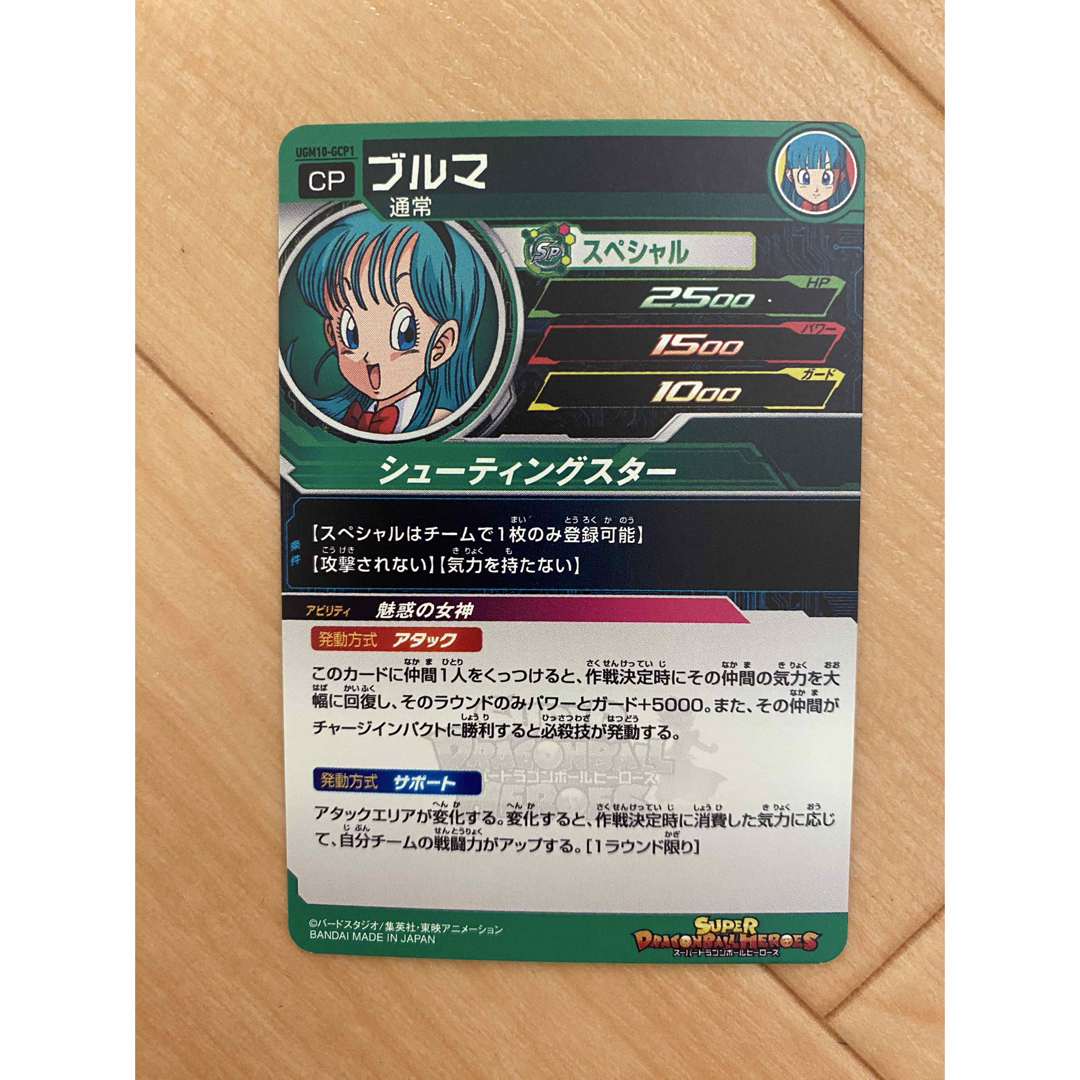 UGM10-GCP1
CP
ブルマ
通常
SP
スペシャル
HP
2500
パワー
1500
ガード
1000
シューティングスター
条件
【スペシャルはチームで1枚のみ登録可能】
【攻撃されない】【気力を持たない】
アビリティ 魅惑の女神
発動方式 アタック
このカードに仲間1人をくっつけると、作戦決定時にその仲間の気力を大
幅に回復し、そのラウンドのみパワーとガード+5000。また、その仲間が
チャージインパクトに勝利すると必殺技が発動する。
発動方式 サポート
アタックエリアが変化する。変化すると、作戦決定時に消費した気力に応じ
て、自分チームの戦闘力がアップする。[1ラウンド限り]
©バードスタジオ/集英社・東映アニメーション
BANDAI MADE IN JAPAN
SUPER
DRAGONBALL HEROES
スーパードラゴンボールヒーローズ